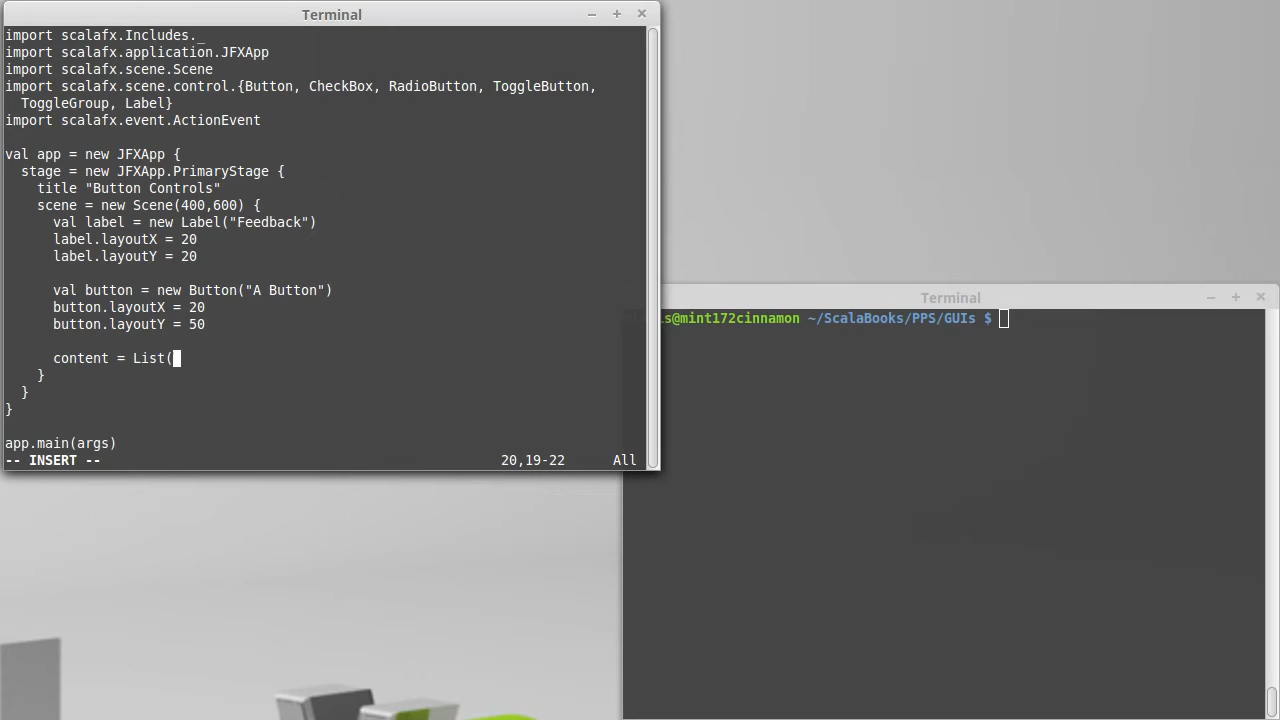 Terminal
import scalafx.Includes._
import scalafx.application.JFXApp
import scalafx.scene.Scene
import scalafx.scene.control.{Button, CheckBox, RadioButton, ToggleButton,
  ToggleGroup, Label}
import scalafx.event.ActionEvent

val app = new JFXApp {
  stage = new JFXApp.PrimaryStage {
    title "Button Controls"
    scene = new Scene(400,600) {
      val label = new Label("Feedback")
      label.layoutX = 20
      label.layoutY = 20

      val button = new Button("A Button")
      button.layoutX = 20
      button.layoutY = 50

      content = List(
    }
  }
}

app.main(args)
-- INSERT -- 20,19-22 All
Terminal
s@mint172cinnamon ~/ScalaBooks/PPS/GUIs $